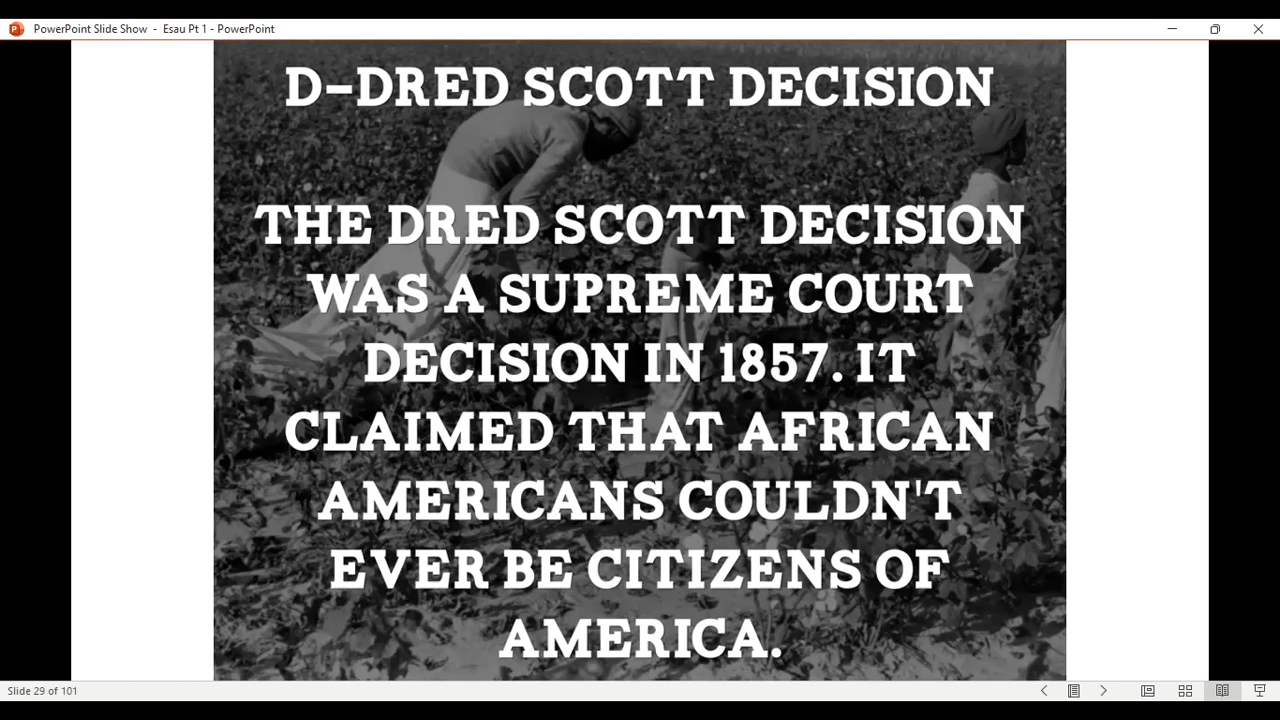 PowerPoint Slide Show - Esau Pt 1 - PowerPoint
D-DRED SCOTT DECISION
THE DRED SCOTT DECISION
WAS A SUPREME COURT
DECISION IN 1857. IT
CLAIMED THAT AFRICAN
AMERICANS COULDN'T
EVER BE CITIZENS OF
AMERICA.
Slide 29 of 101